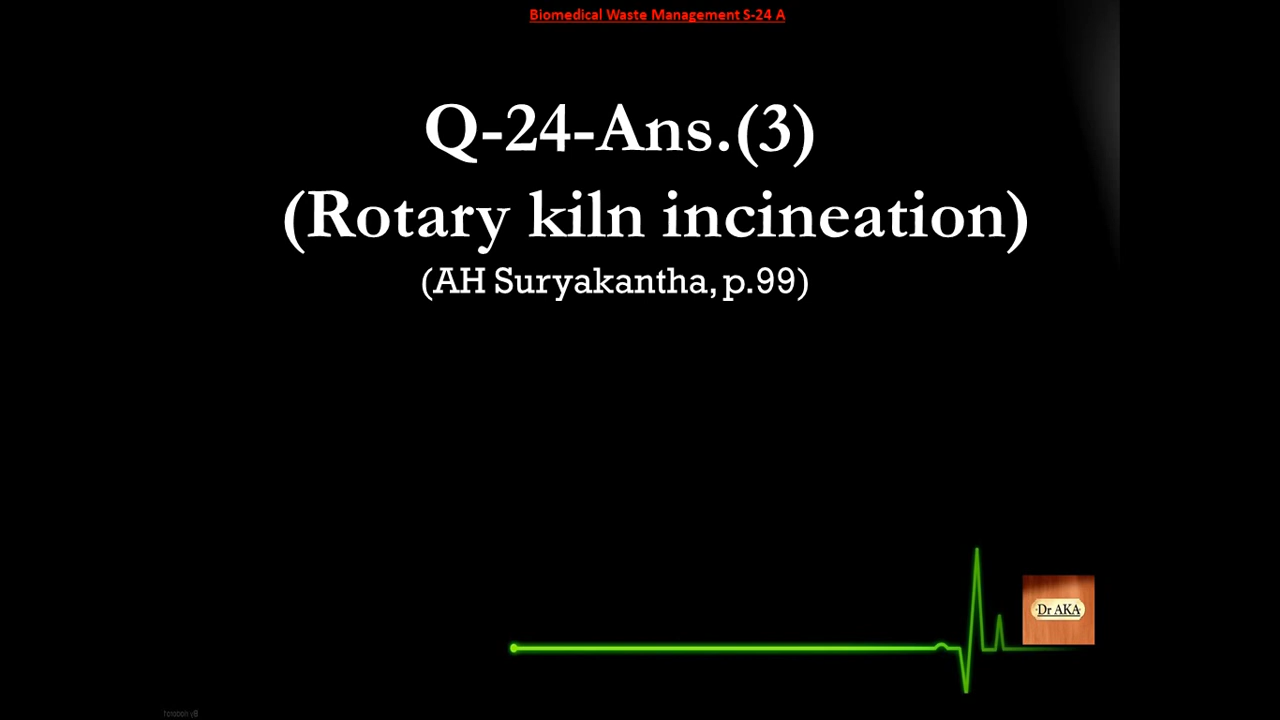 Biomedical Waste Management S-24 A
Q-24-Ans.(3)
(Rotary kiln incineation)
(AH Suryakantha, p.99)
Dr AKA